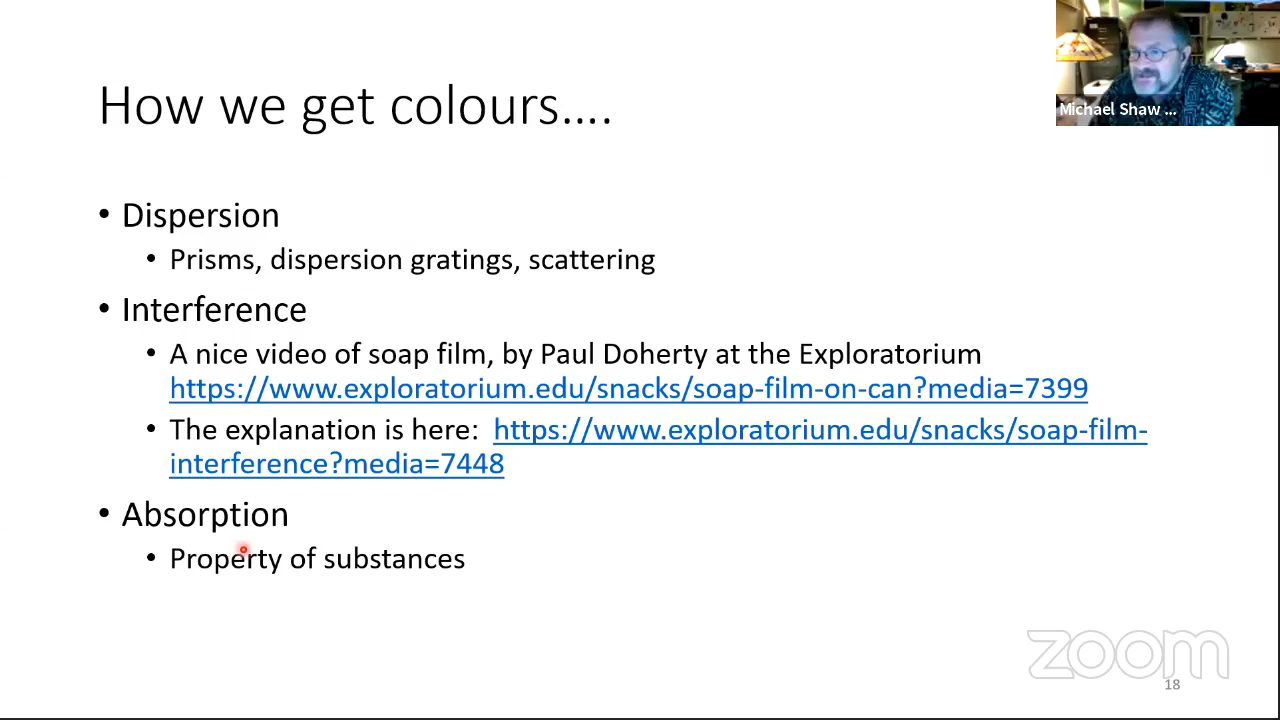 Michael Shaw ...
How we get colours....
• Dispersion
• Prisms, dispersion gratings, scattering
• Interference
• A nice video of soap film, by Paul Doherty at the Exploratorium
https://www.exploratorium.edu/snacks/soap-film-on-can?media=7399
• The explanation is here: https://www.exploratorium.edu/snacks/soap-film-
interference?media=7448
• Absorption
• Property of substances
zoom
18